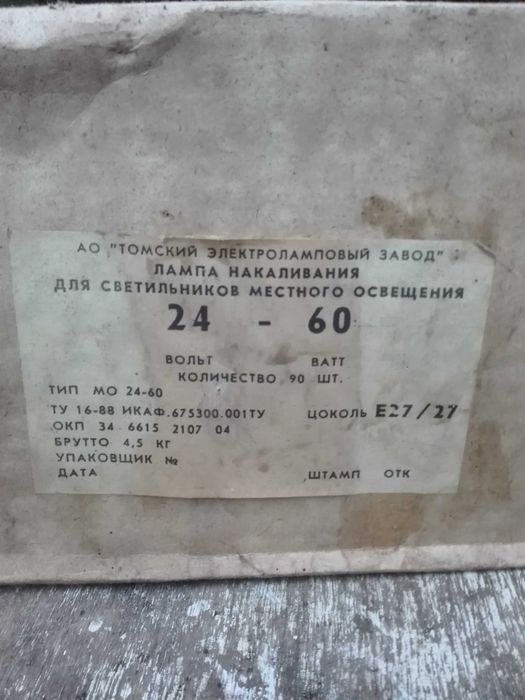 АО "ТОМСКИЙ ЭЛЕКТРОЛАМПОВЫЙ ЗАВОД"
ЛАМПА НАКАЛИВАНИЯ
ДЛЯ СВЕТИЛЬНИКОВ МЕСТНОГО ОСВЕЩЕНИЯ
24 - 60
ВОЛЬТ ВАТТ
КОЛИЧЕСТВО 90 ШТ.
ТИП МО 24-60
ТУ 16-88 ИКАФ.675300.001ТУ ЦОКОЛЬ Е27/27
ОКП 34 6615 2107 04
БРУТТО 4,5 КГ
УПАКОВЩИК №
ДАТА ШТАМП ОТК